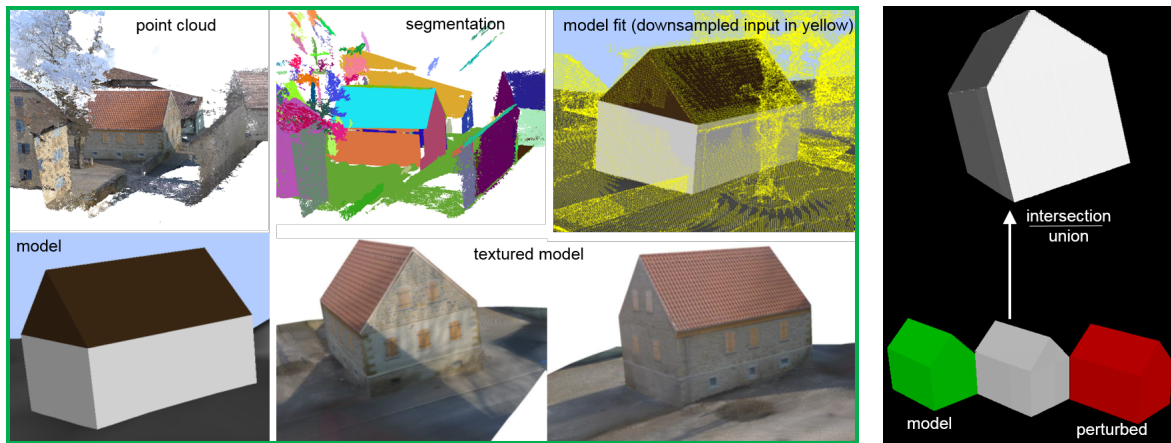 point cloud
segmentation
model fit (downsampled input in yellow)
model
textured model
intersection
union
model
perturbed